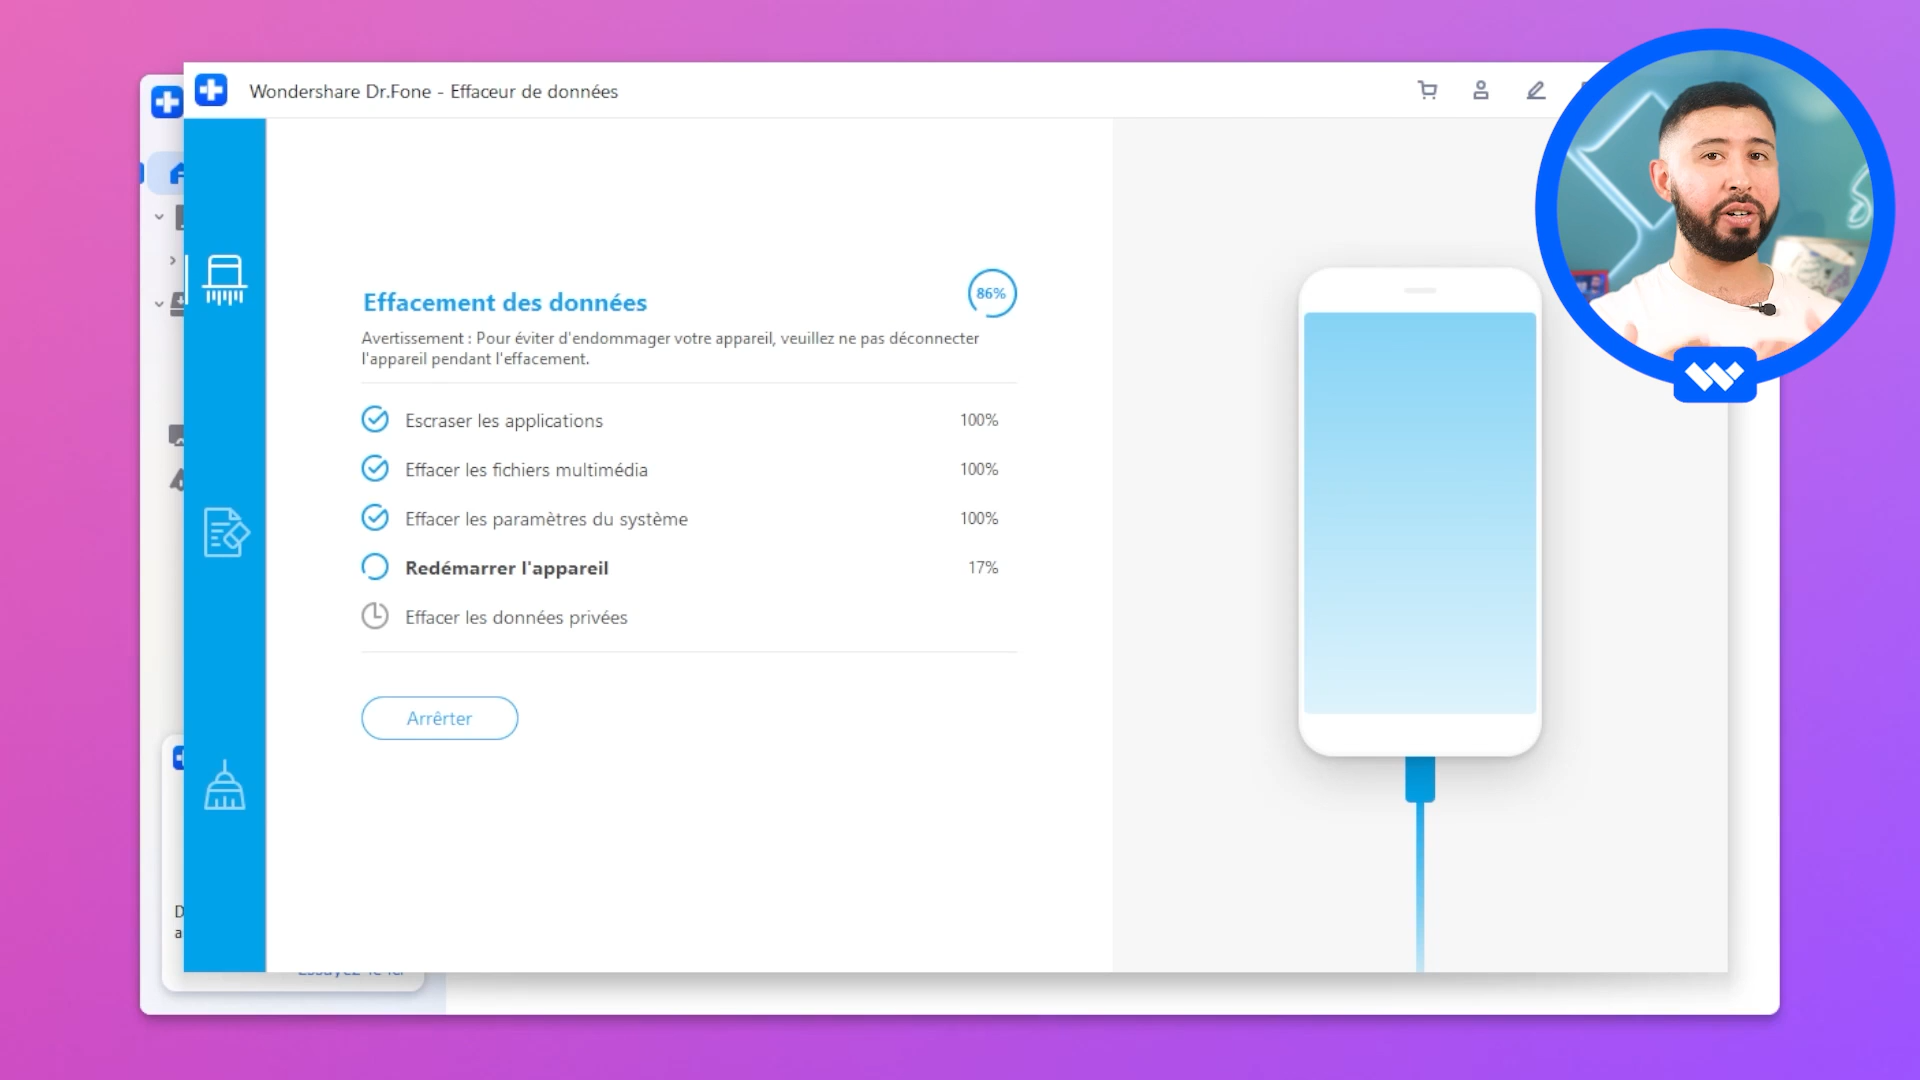 Wondershare Dr.Fone - Effaceur de données
Effacement des données
86%
Avertissement : Pour éviter d'endommager votre appareil, veuillez ne pas déconnecter
l'appareil pendant l'effacement.
Escraser les applications 100%
Effacer les fichiers multimédia 100%
Effacer les paramètres du système 100%
Redémarrer l'appareil 17%
Effacer les données privées
Arrêrter
D
a